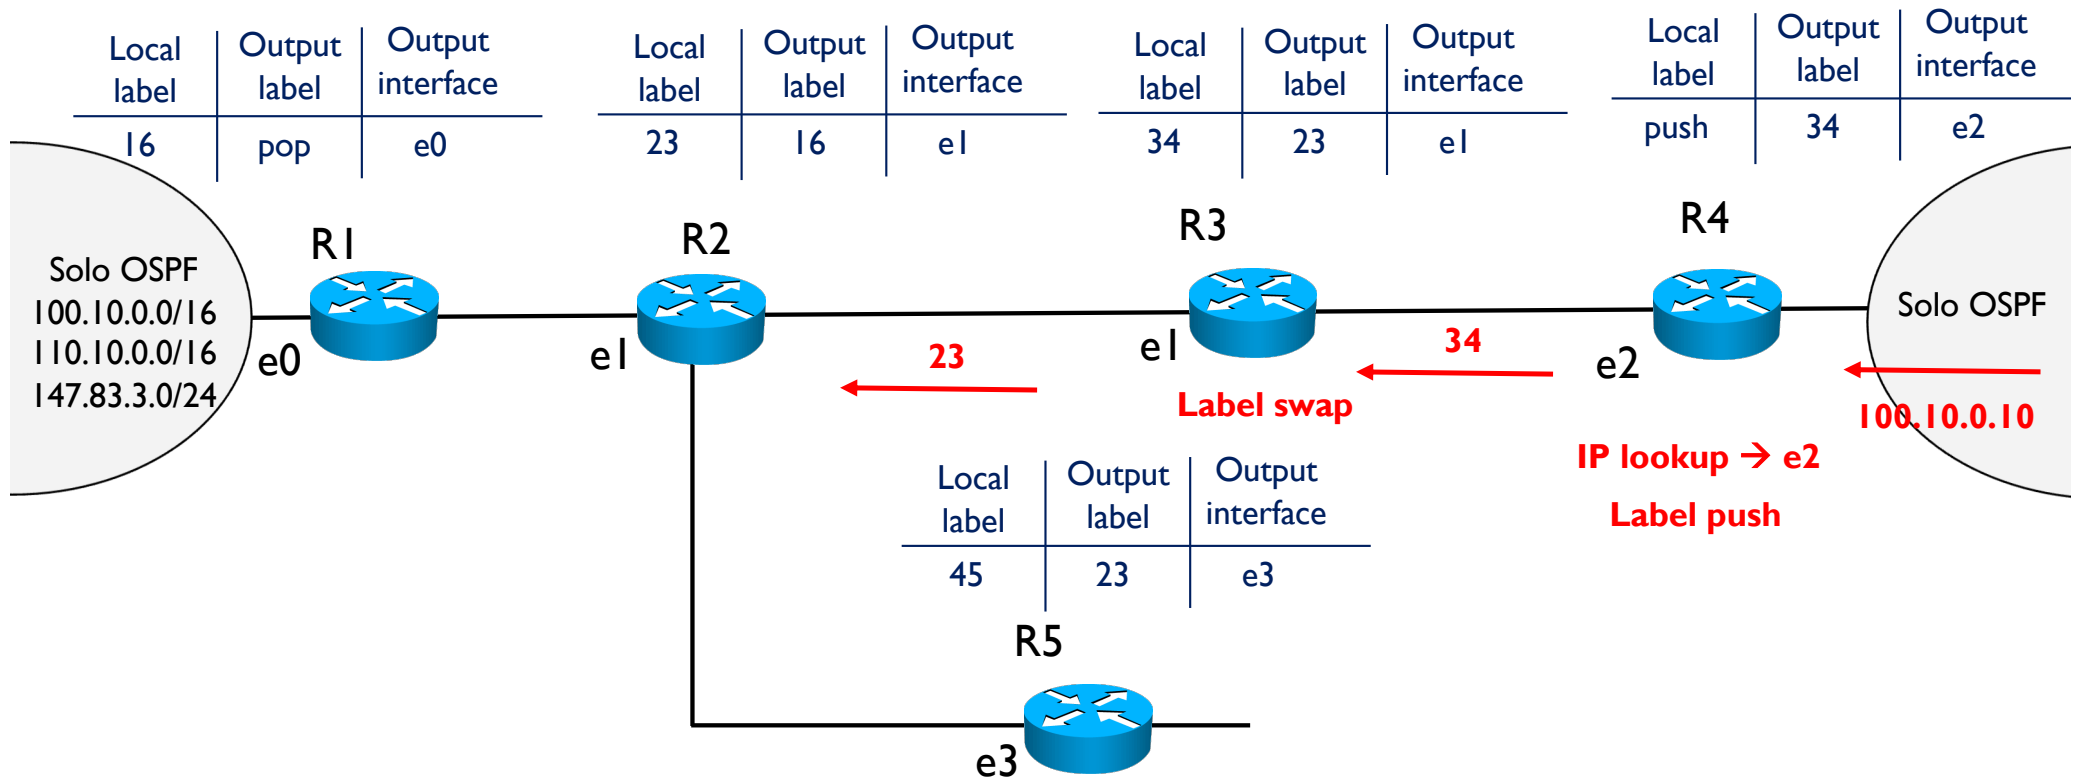 Local label | Output label | Output interface
16 | pop | e0
Local label | Output label | Output interface
23 | 16 | e1
Local label | Output label | Output interface
34 | 23 | e1
Local label | Output label | Output interface
push | 34 | e2
R1
R2
R3
R4
Solo OSPF
100.10.0.0/16
110.10.0.0/16
147.83.3.0/24
e0
e1
23
e1
Label swap
34
e2
Solo OSPF
100.10.0.10
IP lookup → e2
Label push
Local label | Output label | Output interface
45 | 23 | e3
R5
e3